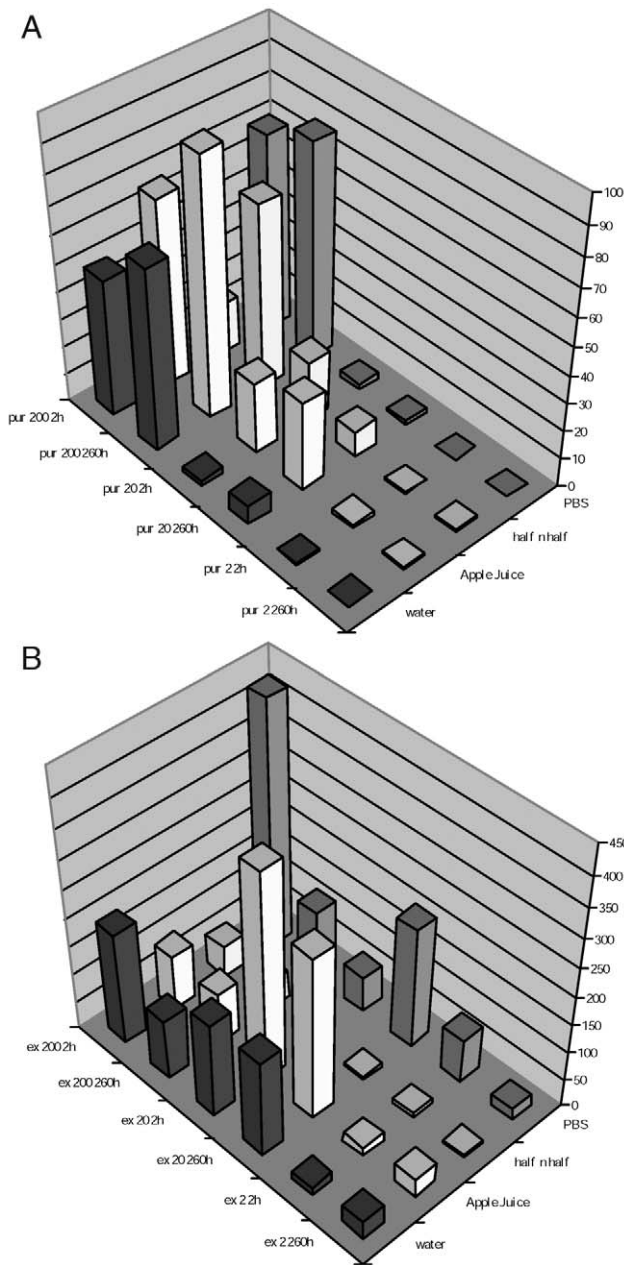 A
100
90
80
70
60
50
40
30
20
10
0
pur 200 2h
pur 200 260h
pur 20 2h
pur 20 260h
pur 2 2h
pur 2 260h
PBS
half n half
Apple Juice
water
B
450
400
350
300
250
200
150
100
50
0
ex 200 2h
ex 200 260h
ex 20 2h
ex 20 260h
ex 2 2h
ex 2 260h
PBS
half n half
Apple Juice
water